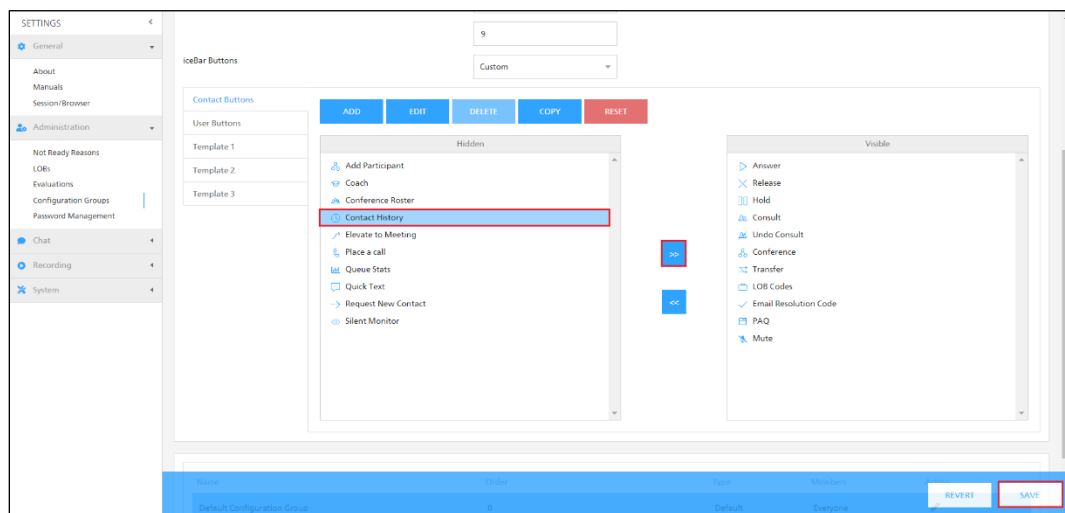 SETTINGS
General
About
Manuals
Session/Browser
Administration
Not Ready Reasons
LOBs
Evaluations
Configuration Groups
Password Management
Chat
Recording
System
9
iceBar Buttons
Custom
Contact Buttons
User Buttons
Template 1
Template 2
Template 3
ADD EDIT DELETE COPY RESET
Hidden
Add Participant
Coach
Conference Roster
Contact History
Elevate to Meeting
Place a call
Queue Stats
Quick Text
Request New Contact
Silent Monitor
>>
<<
Visible
Answer
Release
Hold
Consult
Undo Consult
Conference
Transfer
LOB Codes
Email Resolution Code
PAQ
Mute
Name Order Type Members
Default Configuration Group 0 Default Everyone
REVERT SAVE